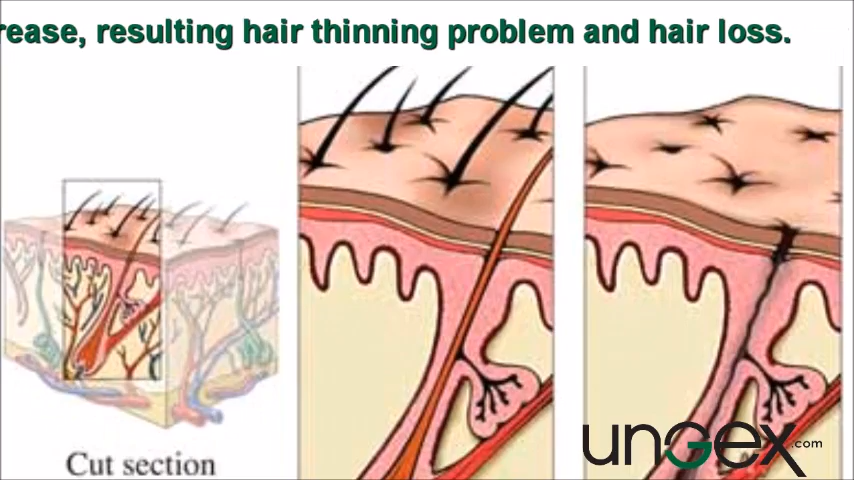 rease, resulting hair thinning problem and hair loss.
Cut section
ungex.com